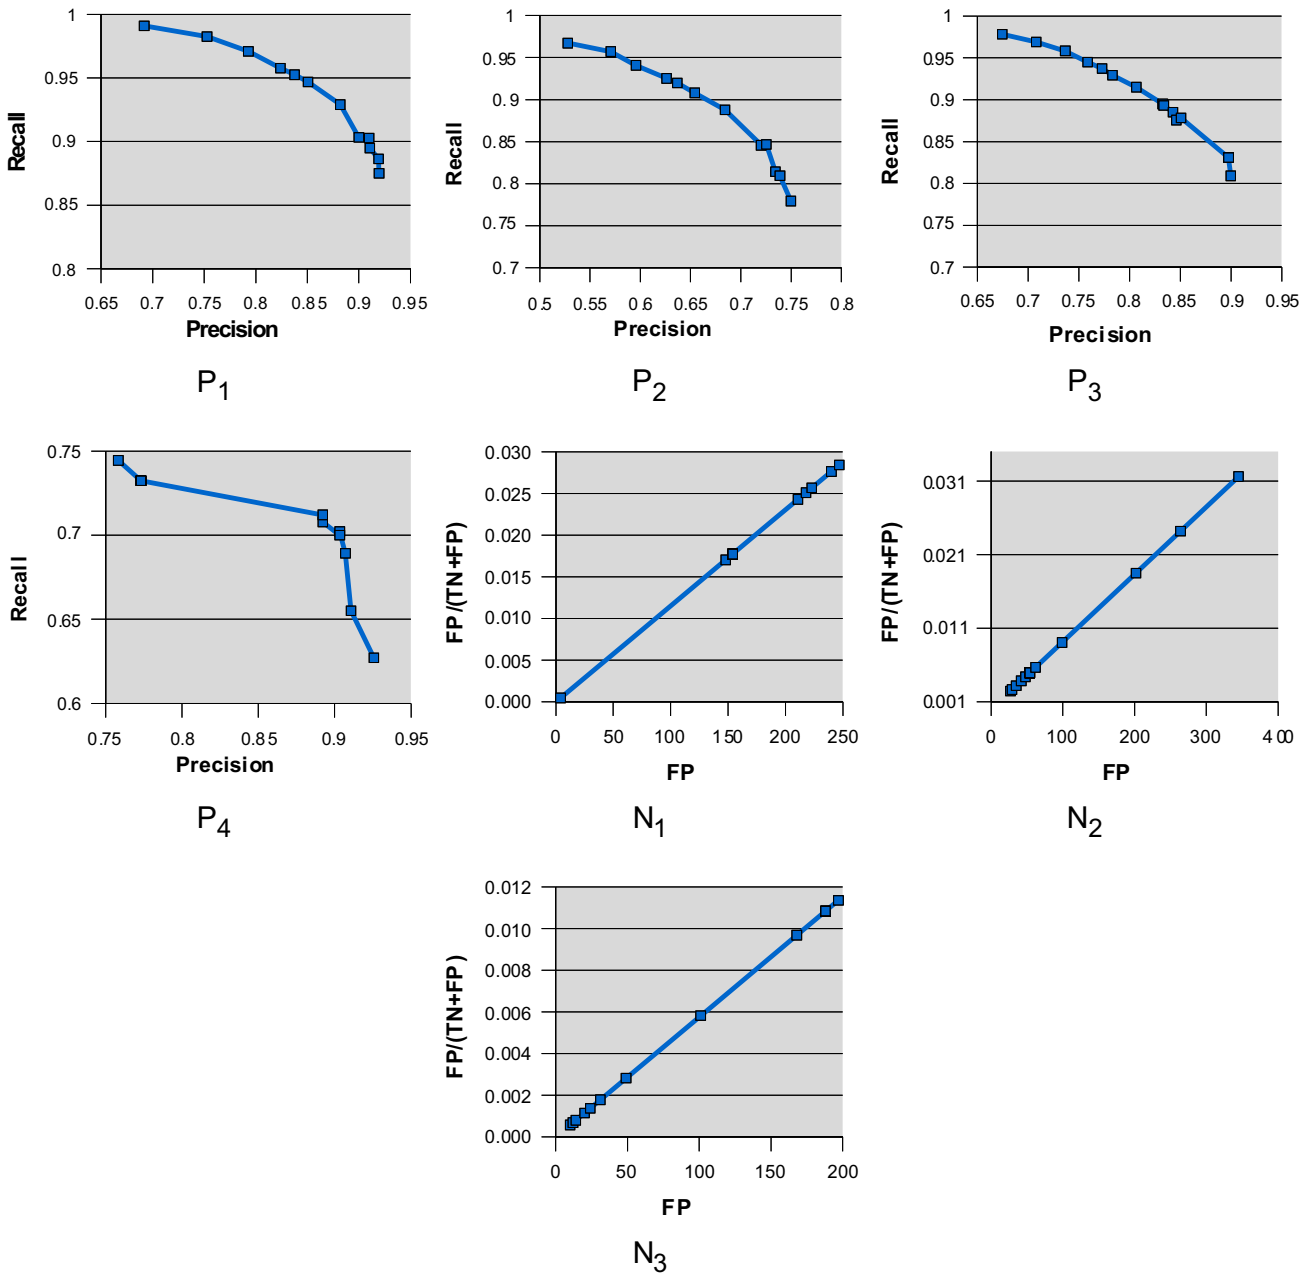 1
0.95
0.9
0.85
0.8
Recall
0.65 0.7 0.75 0.8 0.85 0.9 0.95
Precision
P1
1
0.95
0.9
0.85
0.8
0.75
0.7
Recall
0.5 0.55 0.6 0.65 0.7 0.75 0.8
Precision
P2
1
0.95
0.9
0.85
0.8
0.75
0.7
Recall
0.65 0.7 0.75 0.8 0.85 0.9 0.95
Precision
P3
0.75
0.7
0.65
0.6
Recall
0.75 0.8 0.85 0.9 0.95
Precision
P4
0.030
0.025
0.020
0.015
0.010
0.005
0.000
FP/(TN+FP)
0 50 100 150 200 250
FP
N1
0.031
0.021
0.011
0.001
FP/(TN+FP)
0 100 200 300 400
FP
N2
0.012
0.010
0.008
0.006
0.004
0.002
0.000
FP/(TN+FP)
0 50 100 150 200
FP
N3